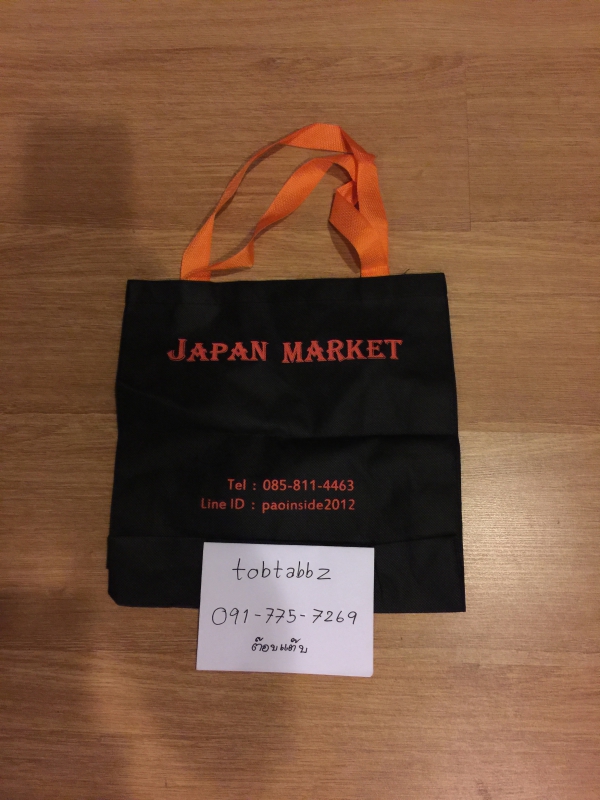 JAPAN MARKET
Tel : 085-811-4463
Line ID : paoinside2012
tobtabbz
091-775-7269
ต๊อบแต๊บ